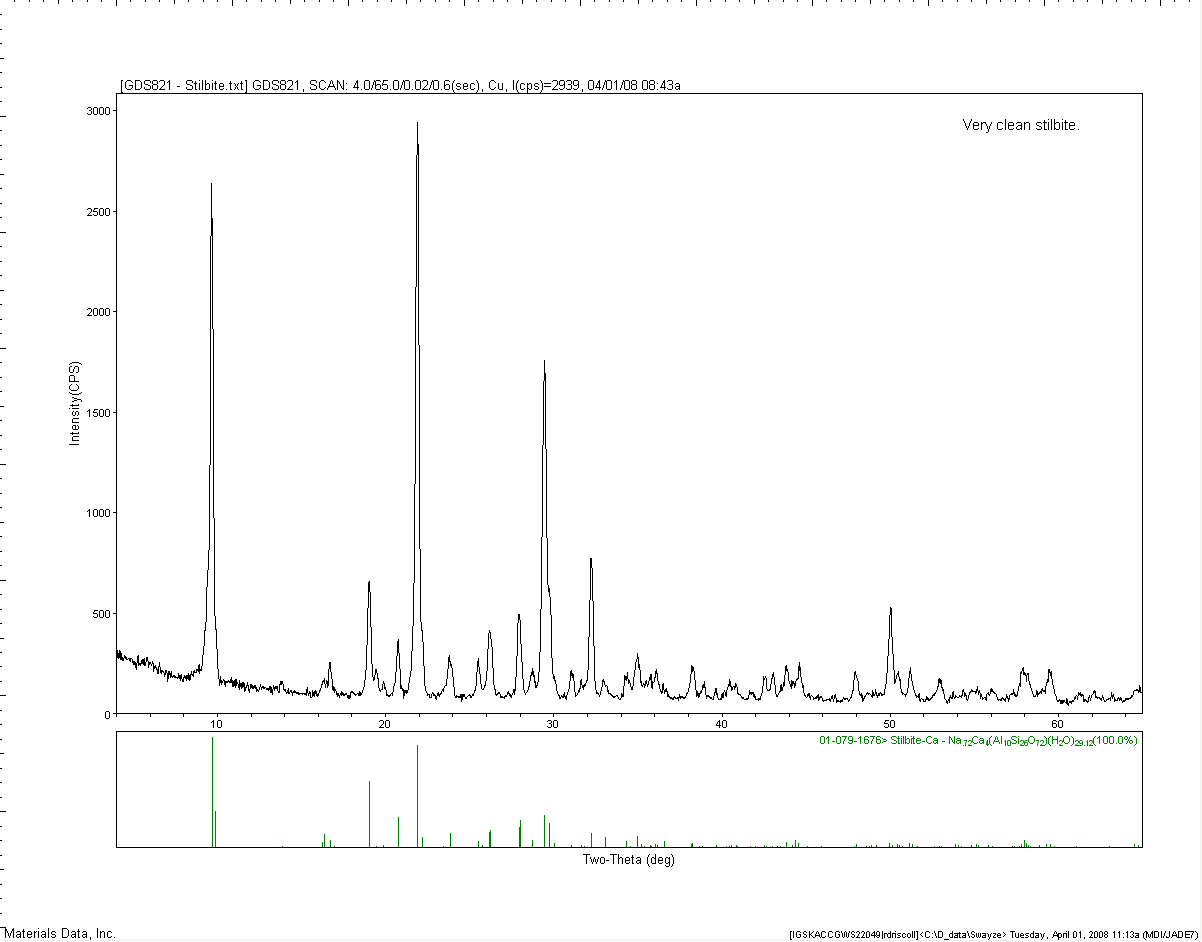 [GDS821 - Stilbite.txt] GDS821, SCAN: 4.0/65.0/0.02/0.6(sec), Cu, I(cps)=2939, 04/01/08 08:43a
Very clean stilbite.
3000
2500
2000
1500
1000
500
0
Intensity(CPS)
10 20 30 40 50 60
01-079-1676> Stilbite-Ca - Na.72Ca4(Al10Si26O72)(H2O)29.12(100.0%)
Two-Theta (deg)
Materials Data, Inc.
[IGSKACCGWS22049|rdriscoll]<C:\D_data\Swayze> Tuesday, April 01, 2008 11:13a (MDI/JADE7)